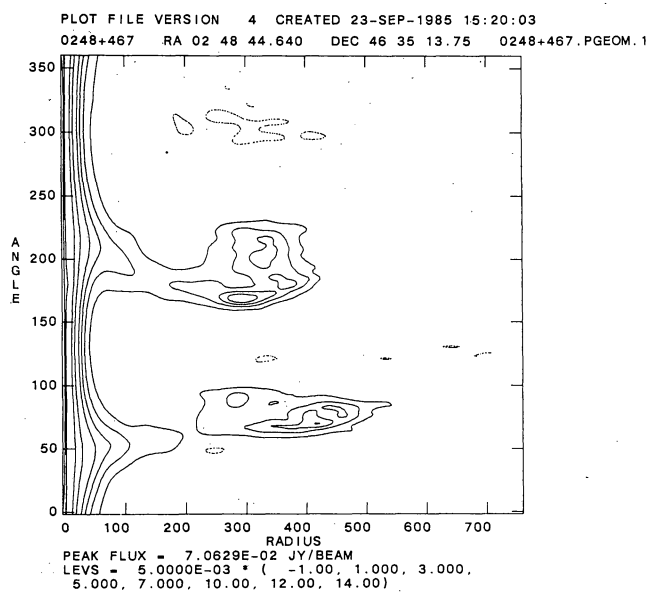 PLOT FILE VERSION 4 CREATED 23-SEP-1985 15:20:03
0248+467 RA 02 48 44.640 DEC 46 35 13.75 0248+467.PGEOM.1
350
300
250
200
150
100
50
0
ANGLE
0 100 200 300 400 500 600 700
RADIUS
PEAK FLUX = 7.0629E-02 JY/BEAM
LEVS = 5.0000E-03 * ( -1.00, 1.000, 3.000,
5.000, 7.000, 10.00, 12.00, 14.00)